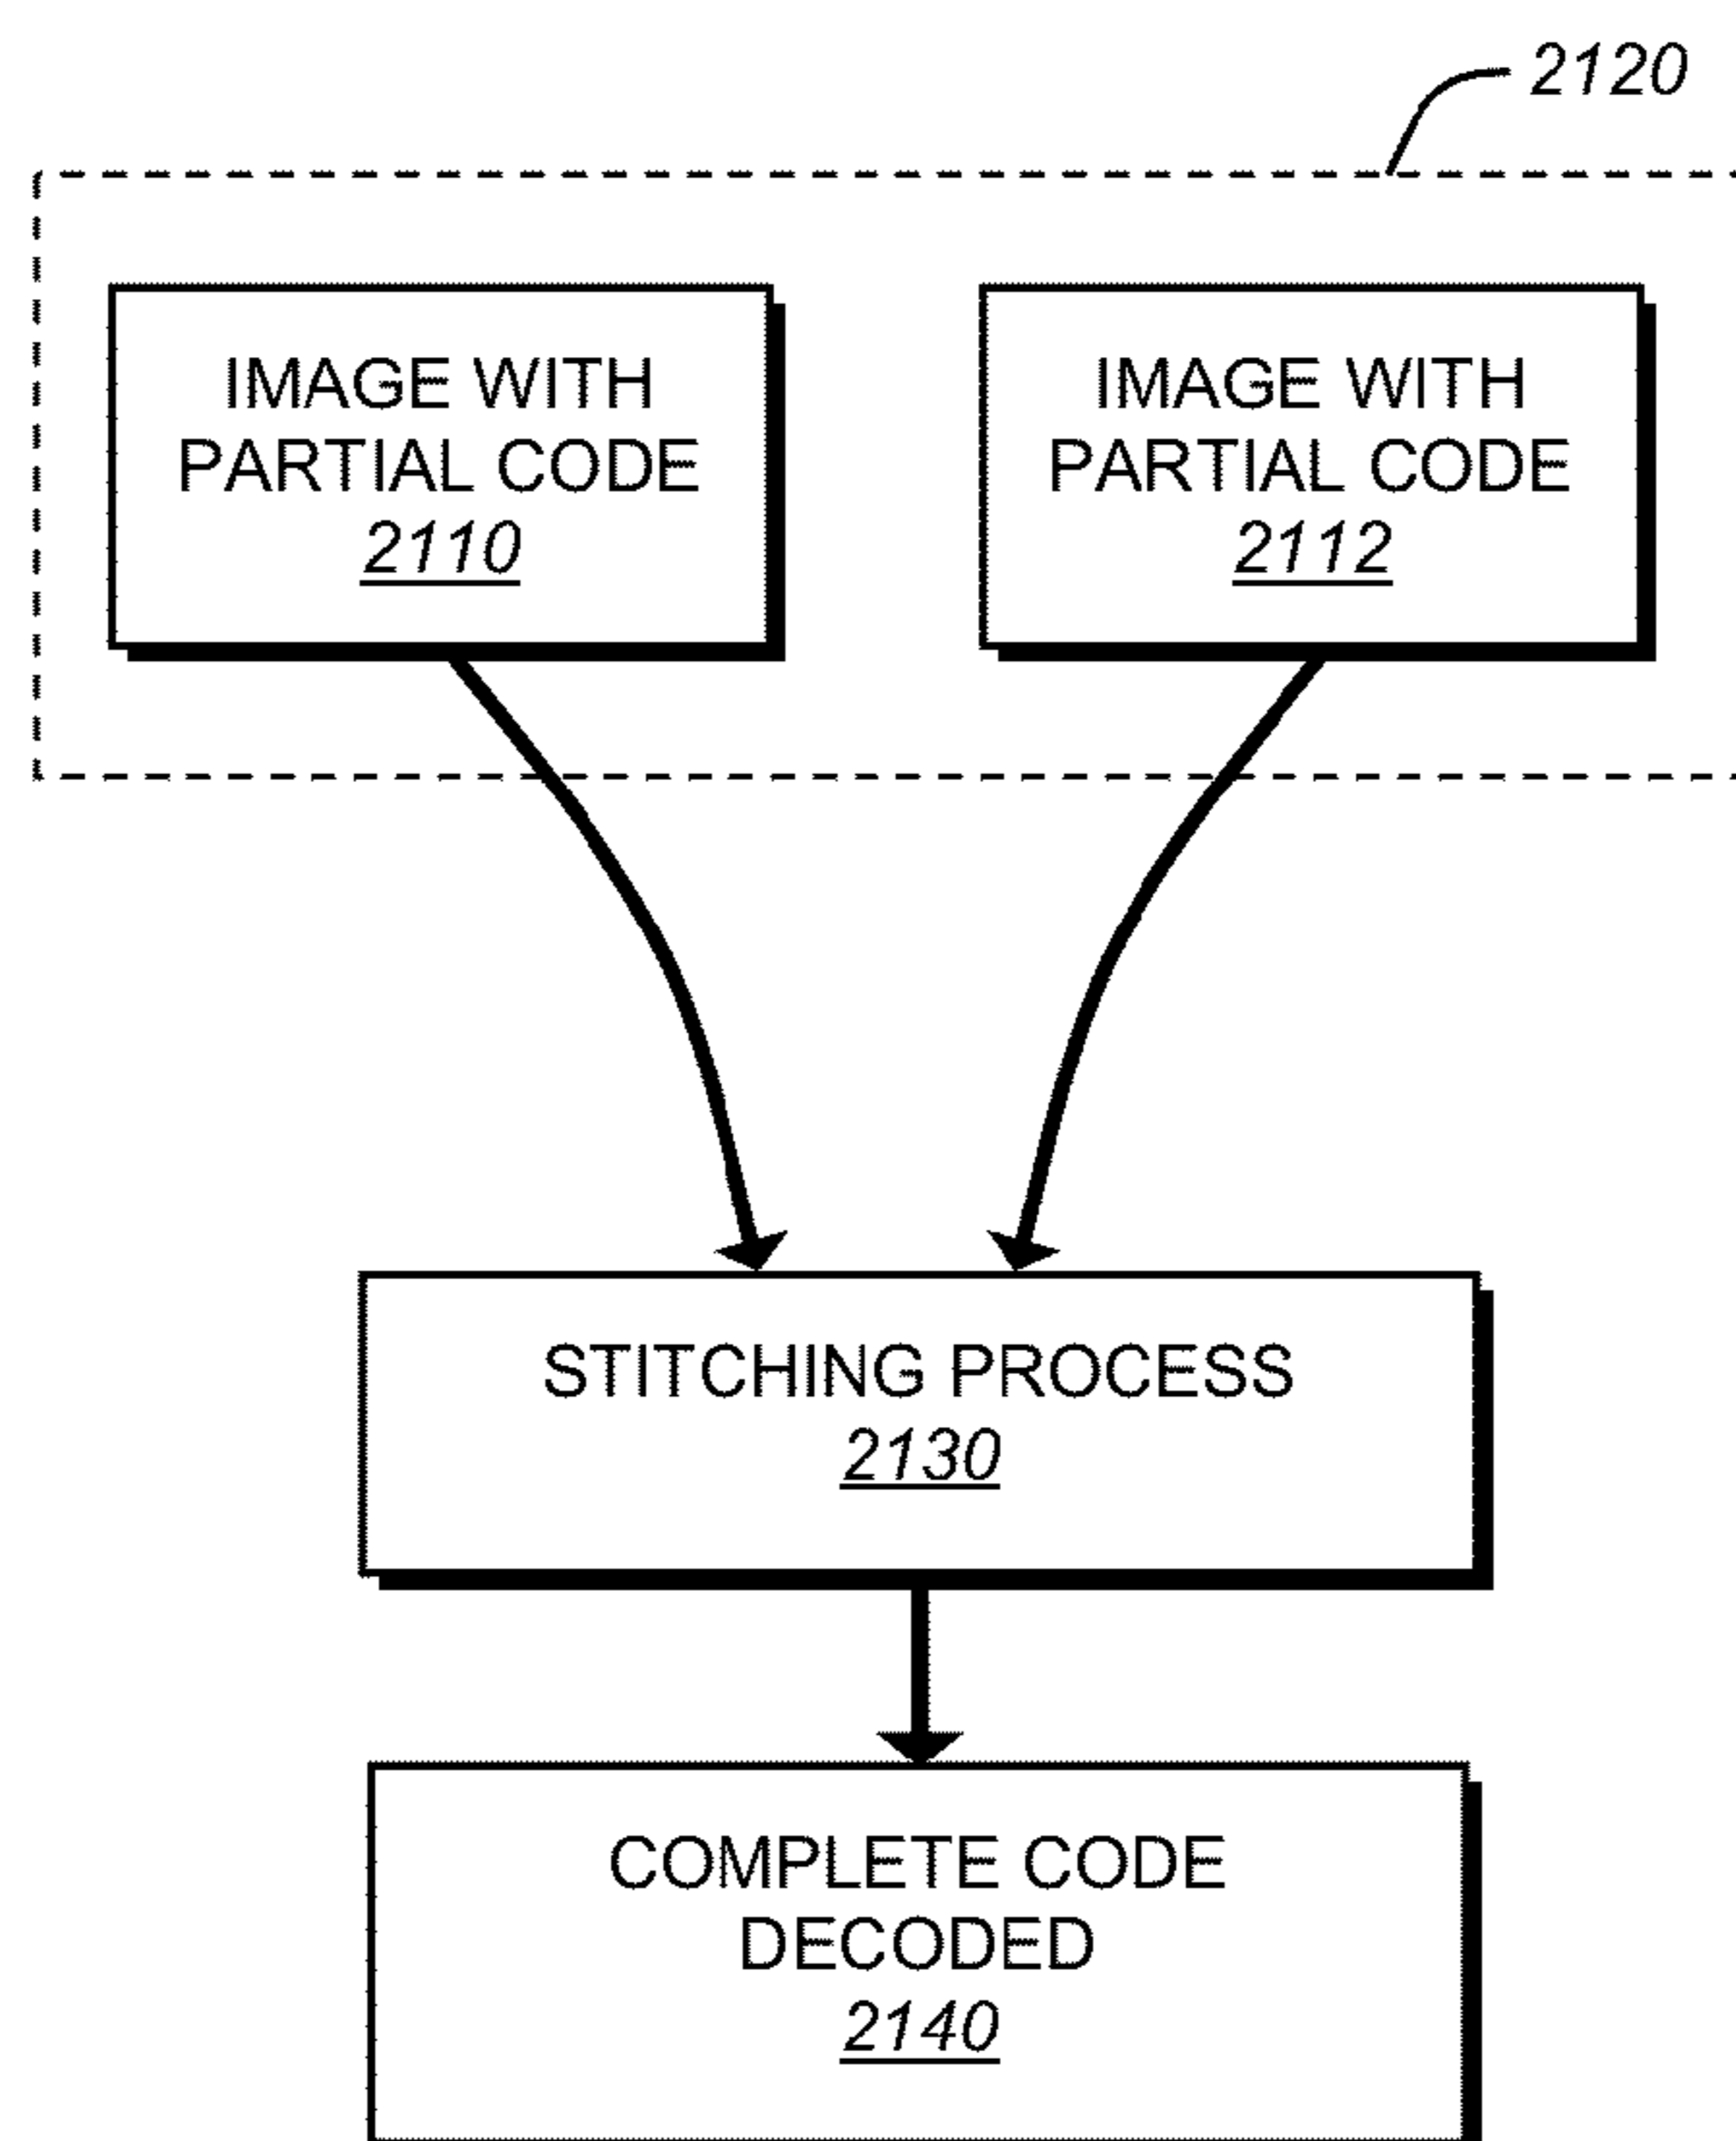 2120
IMAGE WITH
PARTIAL CODE
2110
IMAGE WITH
PARTIAL CODE
2112
STITCHING PROCESS
2130
COMPLETE CODE
DECODED
2140